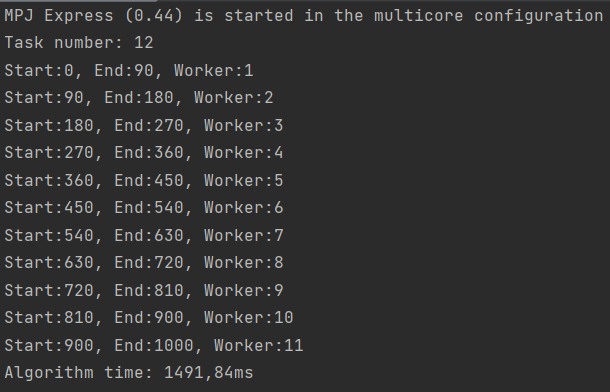 MPJ Express (0.44) is started in the multicore configuration
Task number: 12
Start:0, End:90, Worker:1
Start:90, End:180, Worker:2
Start:180, End:270, Worker:3
Start:270, End:360, Worker:4
Start:360, End:450, Worker:5
Start:450, End:540, Worker:6
Start:540, End:630, Worker:7
Start:630, End:720, Worker:8
Start:720, End:810, Worker:9
Start:810, End:900, Worker:10
Start:900, End:1000, Worker:11
Algorithm time: 1491,84ms